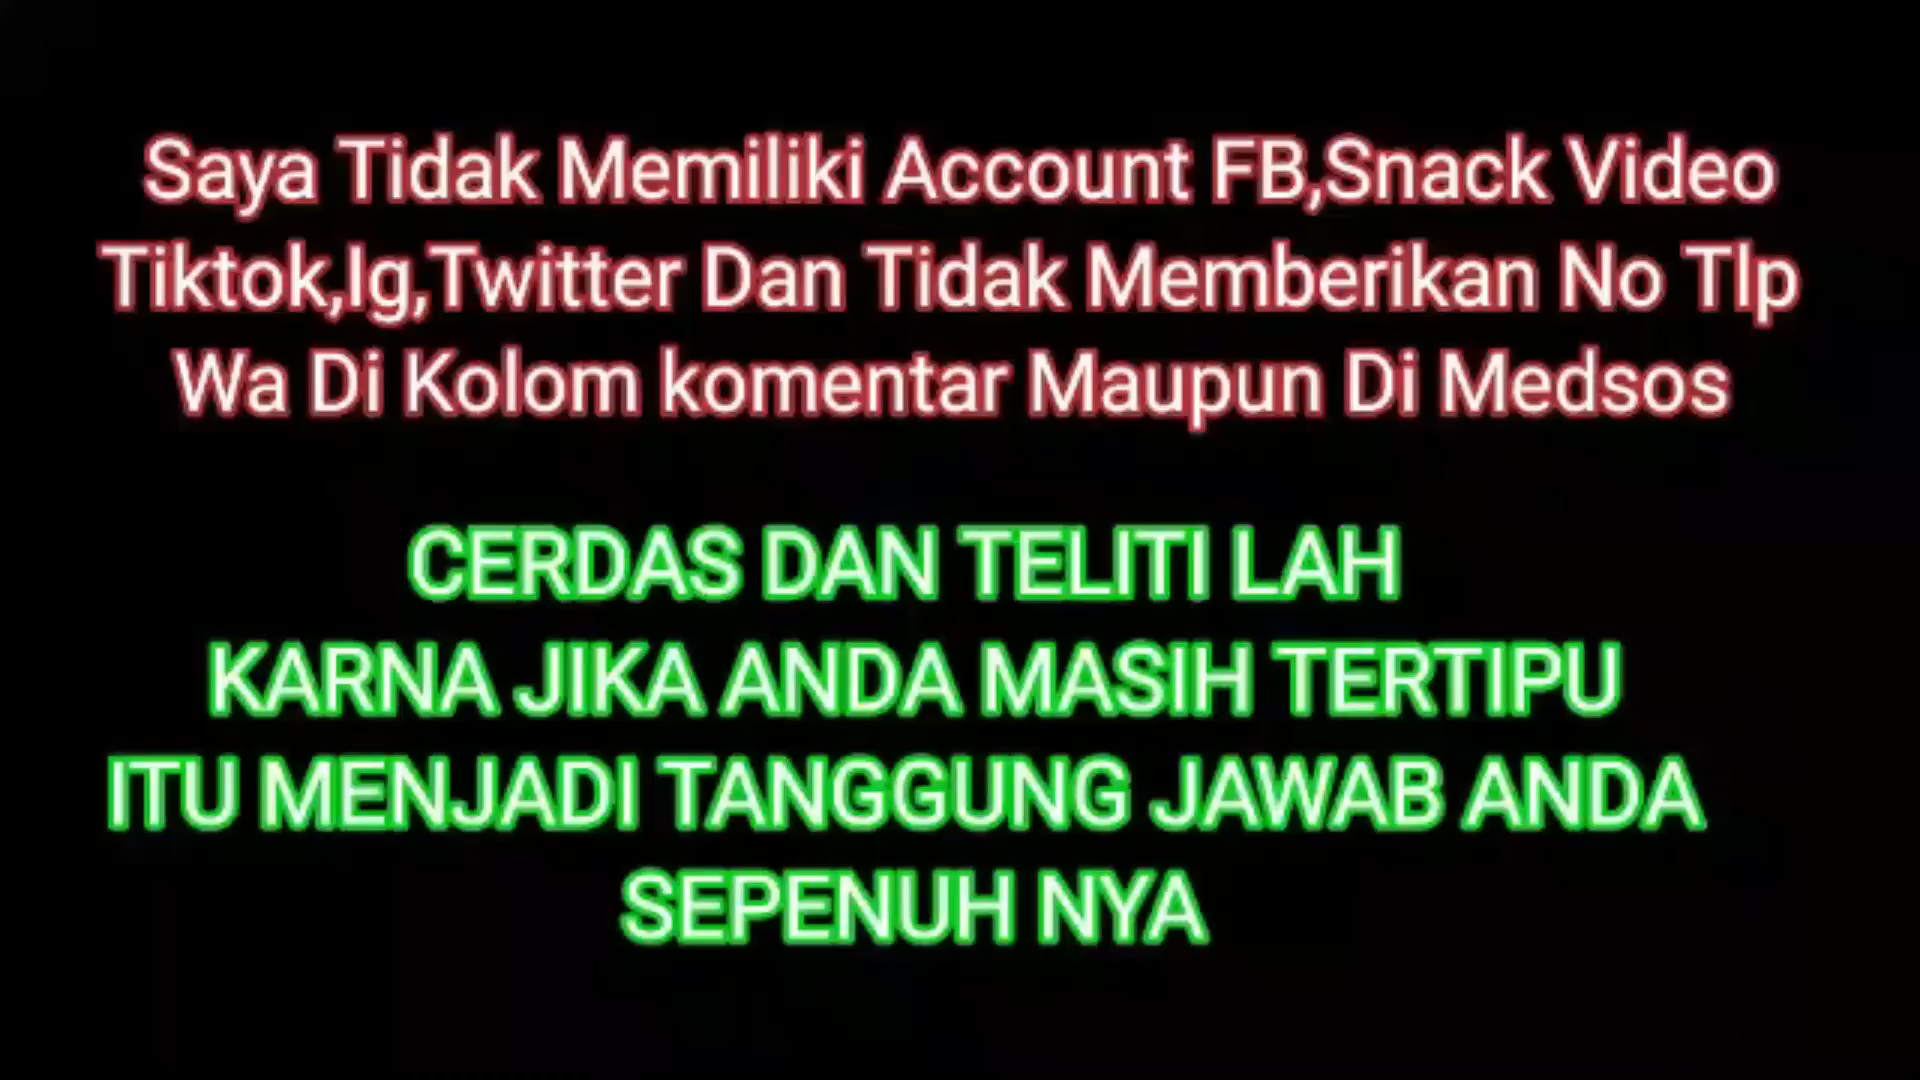 Saya Tidak Memiliki Account FB,Snack Video
Tiktok,Ig,Twitter Dan Tidak Memberikan No Tlp
Wa Di Kolom komentar Maupun Di Medsos
CERDAS DAN TELITI LAH
KARNA JIKA ANDA MASIH TERTIPU
ITU MENJADI TANGGUNG JAWAB ANDA
SEPENUH NYA